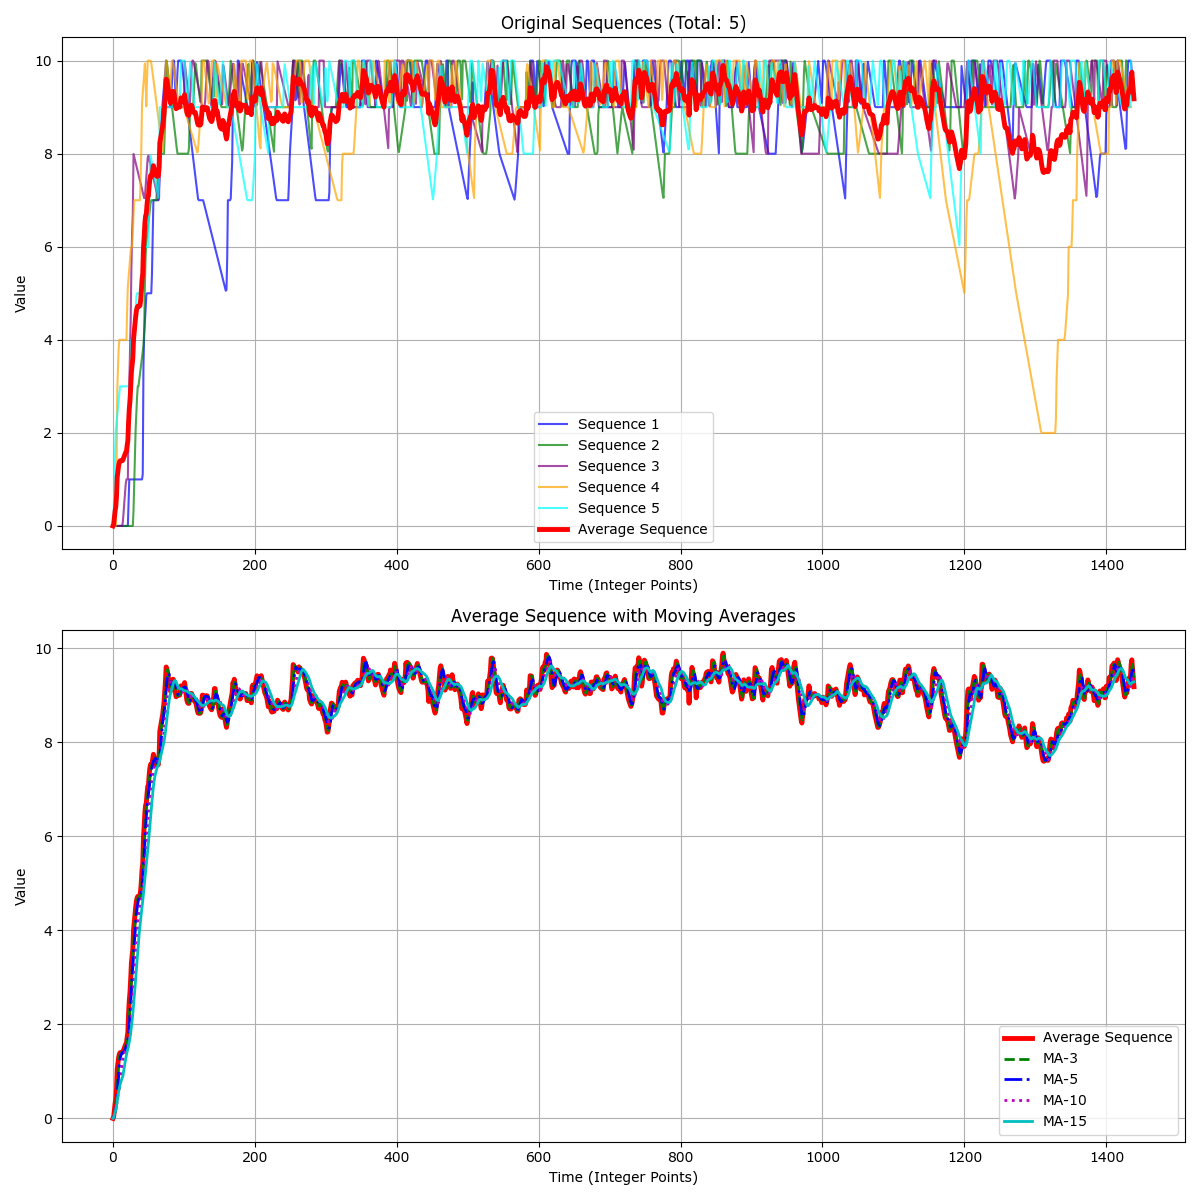 Original Sequences (Total: 5)
10
8
6
4
2
0
Value
Sequence 1
Sequence 2
Sequence 3
Sequence 4
Sequence 5
Average Sequence
0 200 400 600 800 1000 1200 1400
Time (Integer Points)
Average Sequence with Moving Averages
10
8
6
4
2
0
Value
Average Sequence
MA-3
MA-5
MA-10
MA-15
0 200 400 600 800 1000 1200 1400
Time (Integer Points)